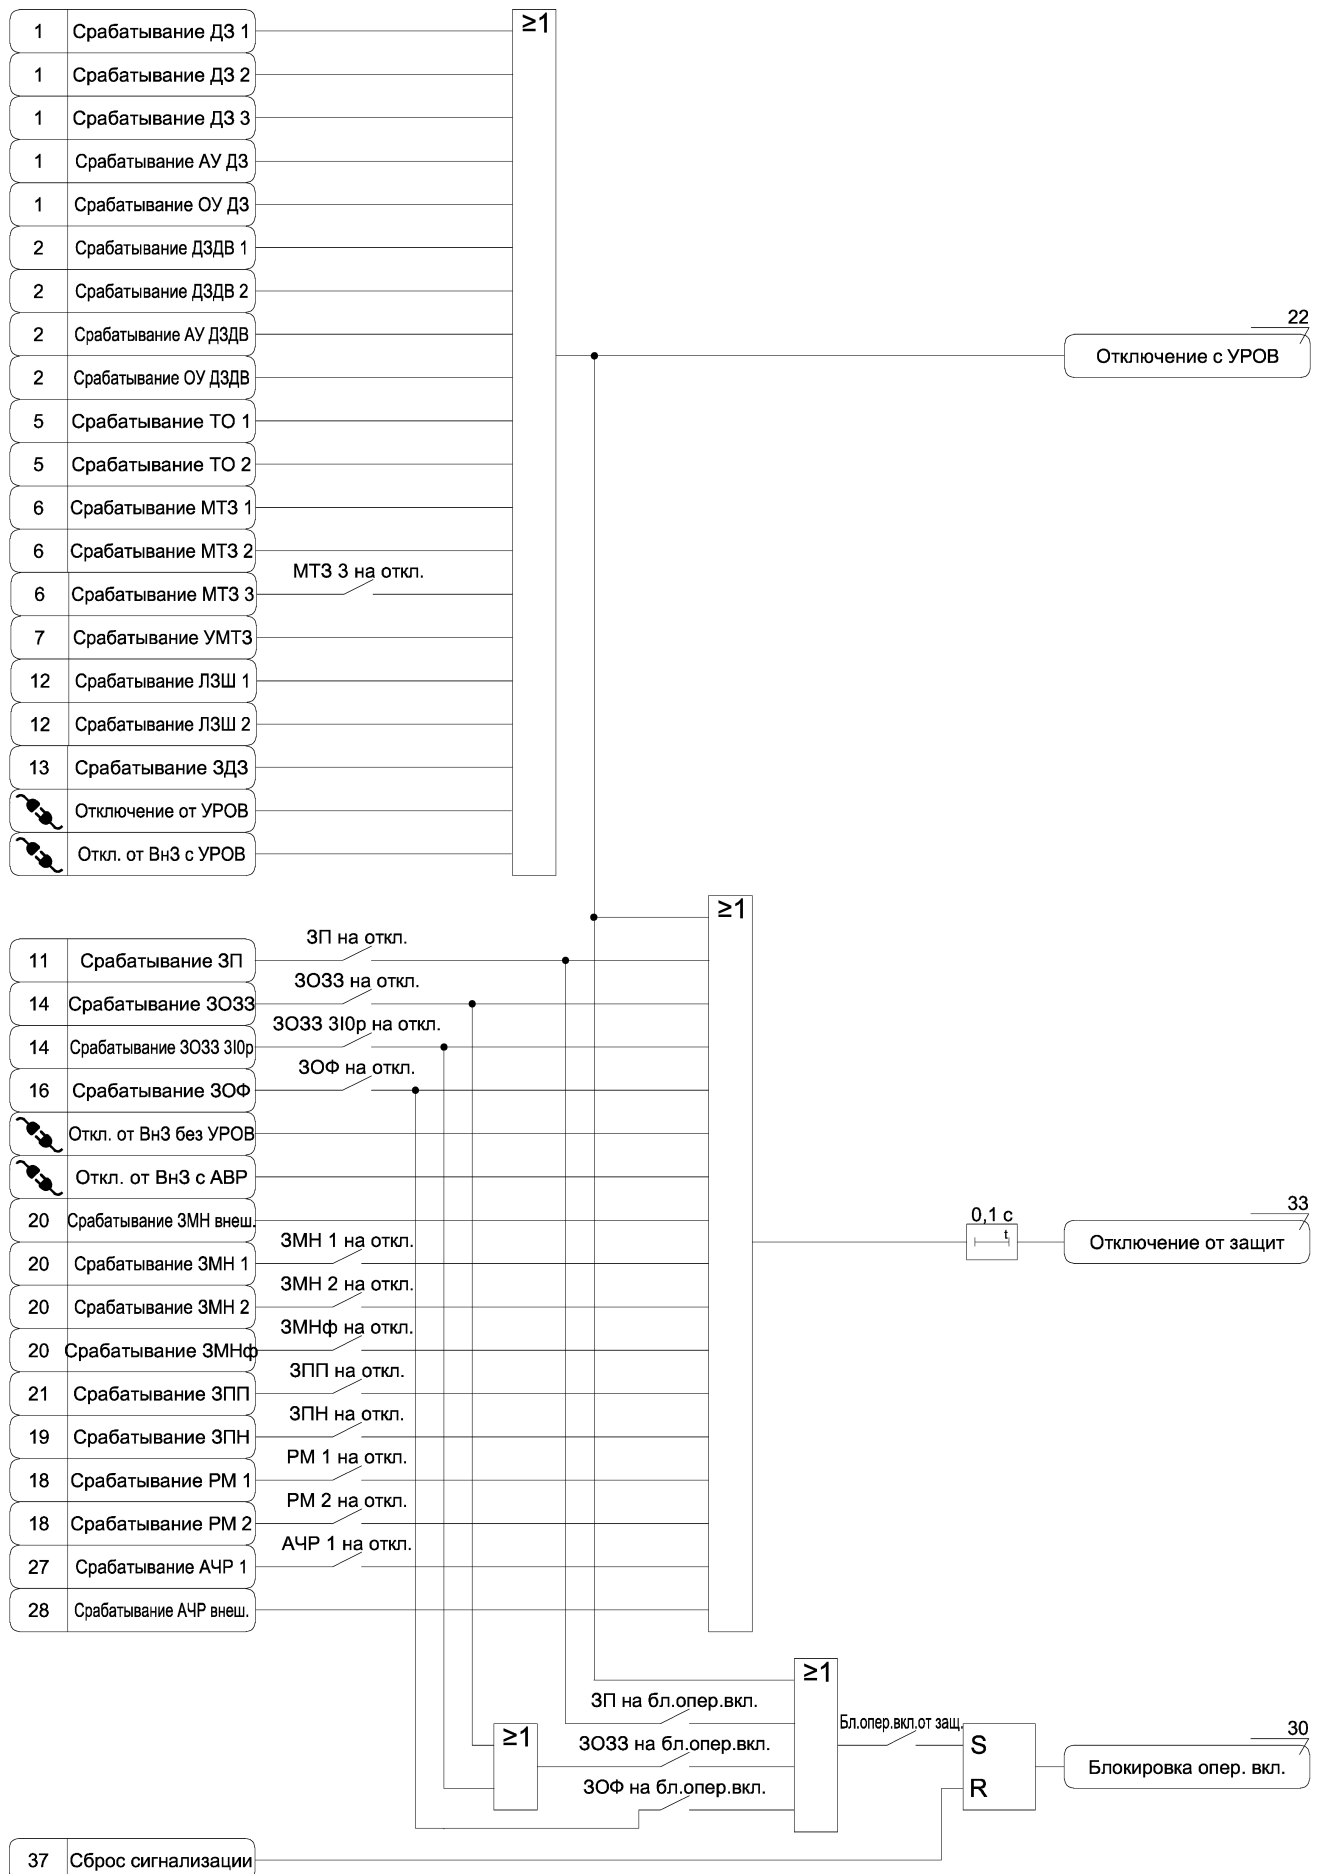 1 Срабатывание ДЗ 1
≥1
1 Срабатывание ДЗ 2
1 Срабатывание ДЗ 3
1 Срабатывание АУ ДЗ
1 Срабатывание ОУ ДЗ
2 Срабатывание ДЗДВ 1
2 Срабатывание ДЗДВ 2
2 Срабатывание АУ ДЗДВ
2 Срабатывание ОУ ДЗДВ
22
Отключение с УРОВ
5 Срабатывание ТО 1
5 Срабатывание ТО 2
6 Срабатывание МТЗ 1
6 Срабатывание МТЗ 2
МТЗ 3 на откл.
6 Срабатывание МТЗ 3
7 Срабатывание УМТЗ
12 Срабатывание ЛЗШ 1
12 Срабатывание ЛЗШ 2
13 Срабатывание ЗДЗ
Отключение от УРОВ
Откл. от ВнЗ с УРОВ
≥1
ЗП на откл.
11 Срабатывание ЗП
ЗОЗЗ на откл.
14 Срабатывание ЗОЗЗ
ЗОЗЗ 3I0р на откл.
14 Срабатывание ЗОЗЗ 3I0р
ЗОФ на откл.
16 Срабатывание ЗОФ
Откл. от ВнЗ без УРОВ
Откл. от ВнЗ с АВР
20 Срабатывание ЗМН внеш.
ЗМН 1 на откл.
20 Срабатывание ЗМН 1
0,1 с
t
33
Отключение от защит
ЗМН 2 на откл.
20 Срабатывание ЗМН 2
ЗМНф на откл.
20 Срабатывание ЗМНф
ЗПП на откл.
21 Срабатывание ЗПП
ЗПН на откл.
19 Срабатывание ЗПН
РМ 1 на откл.
18 Срабатывание РМ 1
РМ 2 на откл.
18 Срабатывание РМ 2
АЧР 1 на откл.
27 Срабатывание АЧР 1
28 Срабатывание АЧР внеш.
≥1
ЗП на бл.опер.вкл.
≥1
ЗОЗЗ на бл.опер.вкл.
ЗОФ на бл.опер.вкл.
Бл.опер.вкл.от защ.
S
R
30
Блокировка опер. вкл.
37 Сброс сигнализации